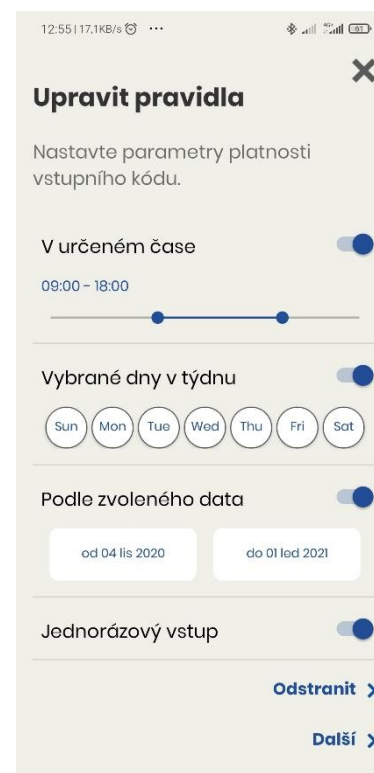 12:55 | 17,1KB/s ···
4G+ 61
Upravit pravidla
Nastavte parametry platnosti
vstupního kódu.
V určeném čase
09:00 - 18:00
Vybrané dny v týdnu
Sun Mon Tue Wed Thu Fri Sat
Podle zvoleného data
od 04 lis 2020 do 01 led 2021
Jednorázový vstup
Odstranit
Další